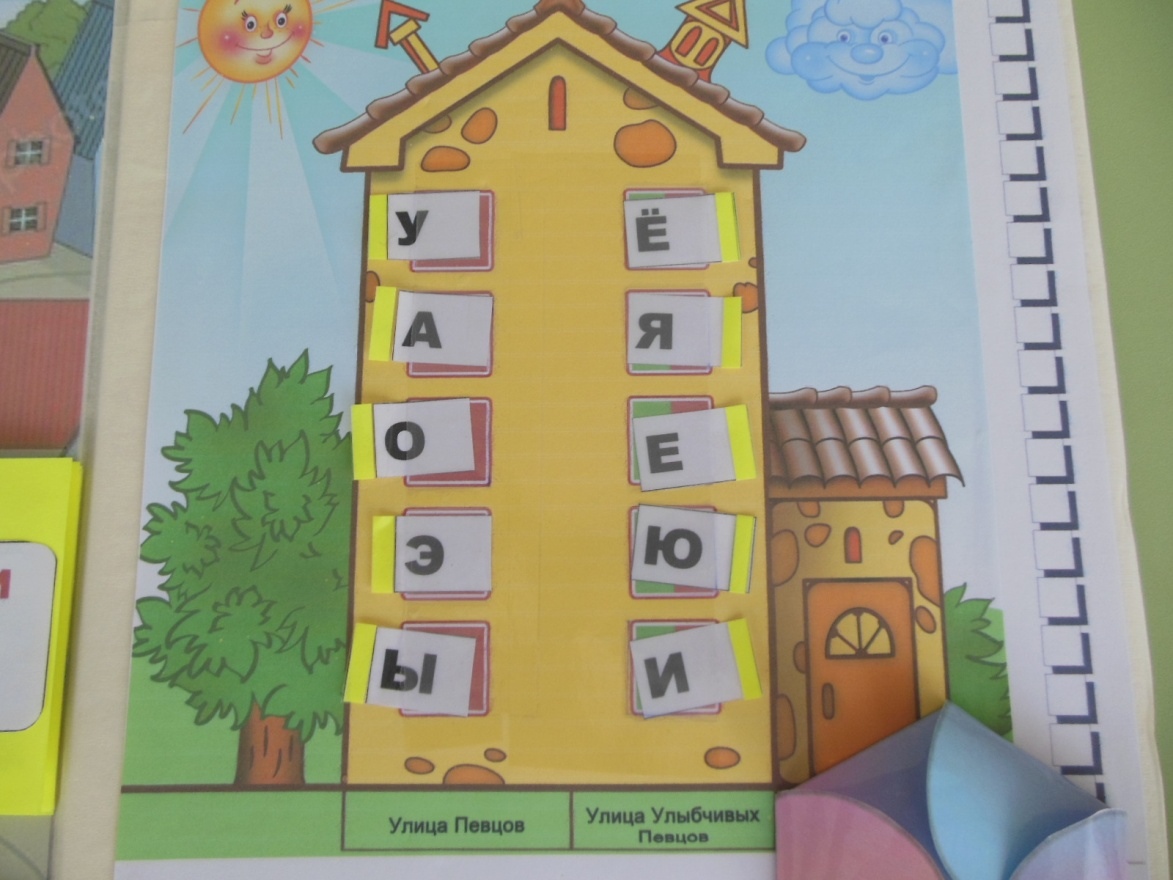 У Ё
А Я
О Е
Э Ю
Ы И
Улица Певцов
Улица Улыбчивых
Певцов